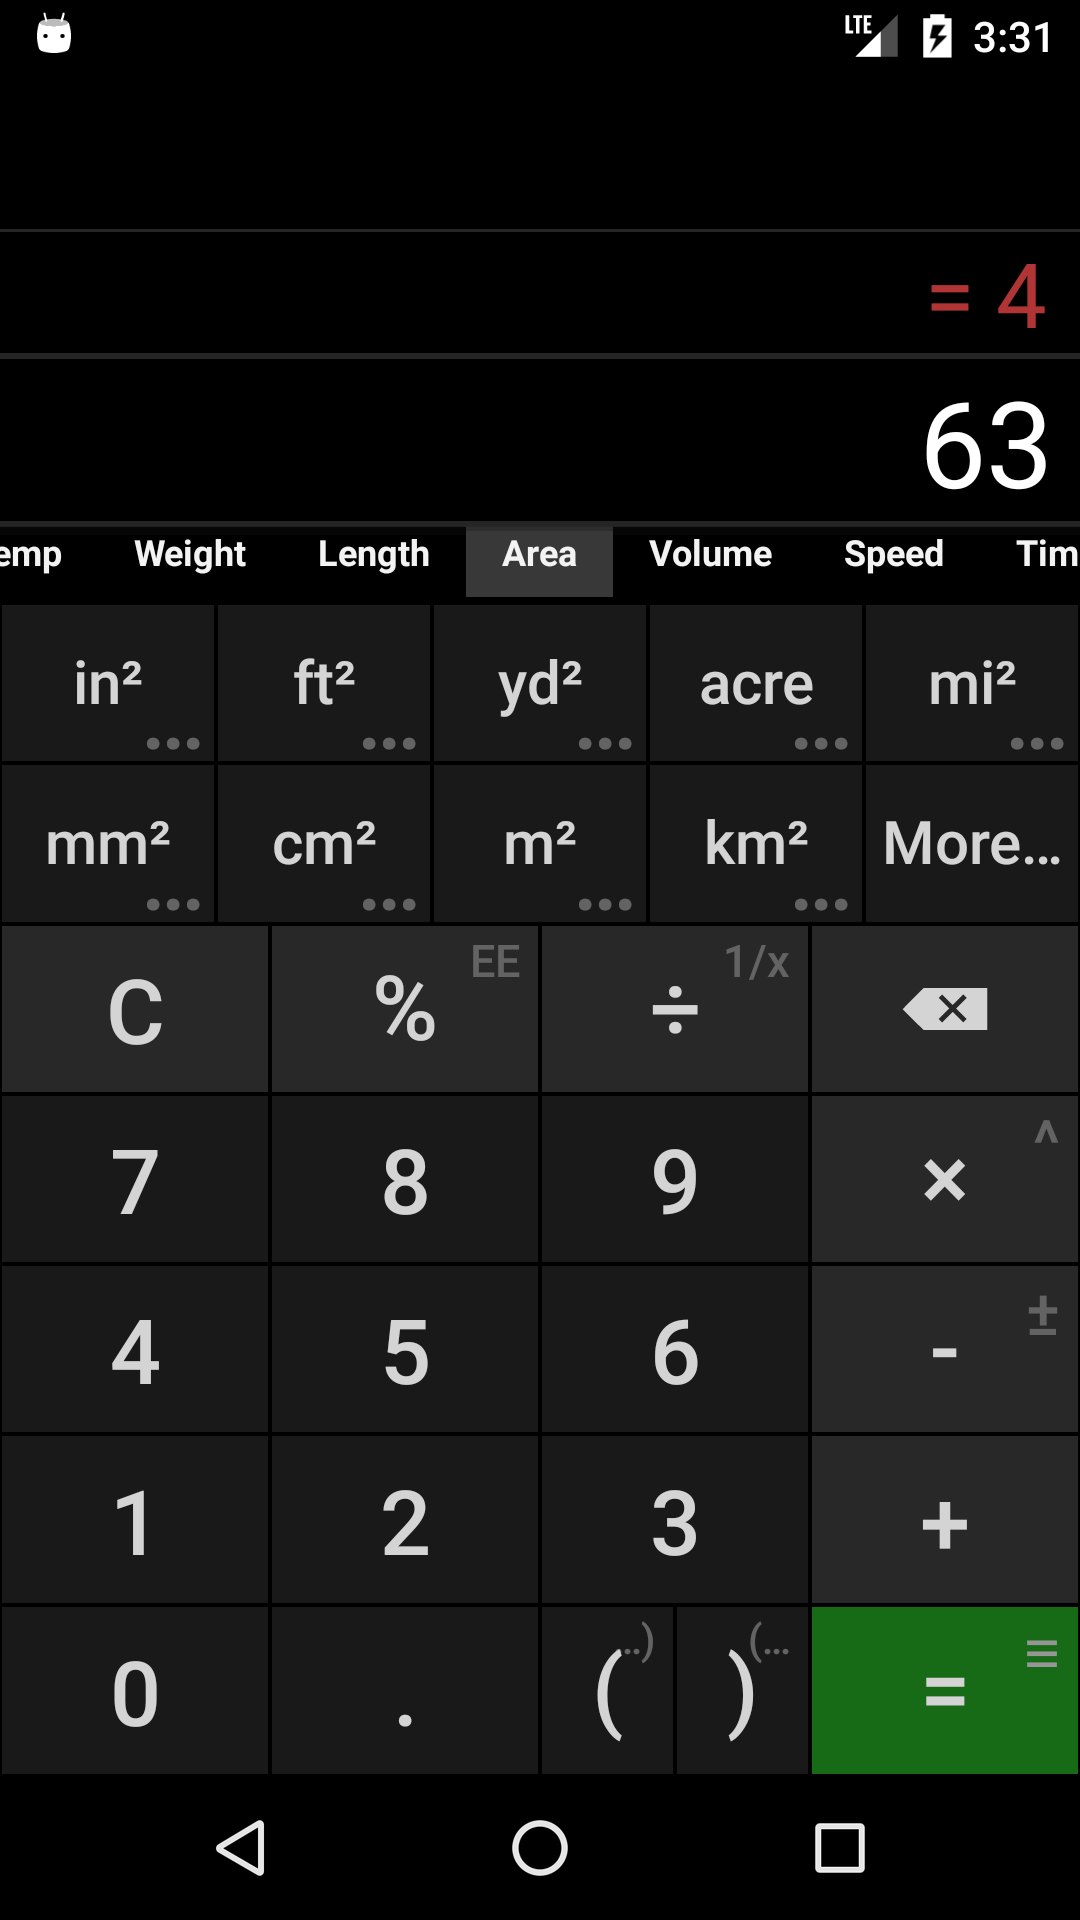 LTE 3:31
= 4
63
emp Weight Length Area Volume Speed Tim
in² ft² yd² acre mi²
mm² cm² m² km² More...
C % EE ÷ 1/x
7 8 9 × ^
4 5 6 - ±
1 2 3 +
0 . ( ..) ) (... =